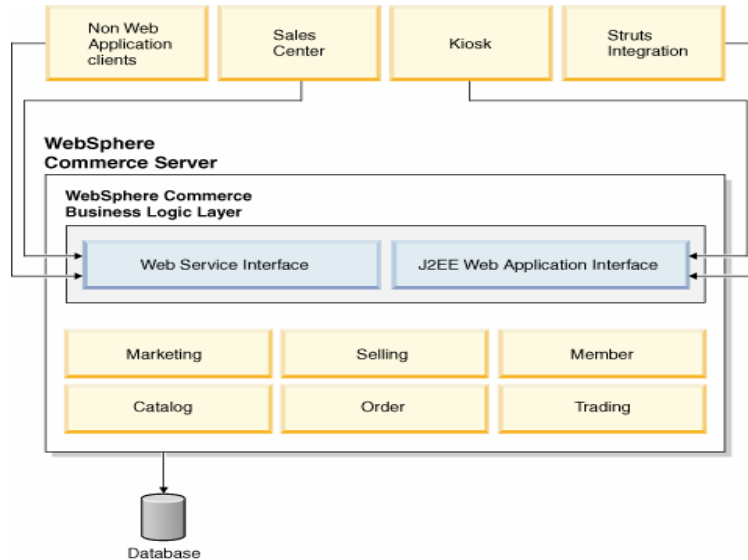 Non Web
Application
clients
Sales
Center
Kiosk
Struts
Integration
WebSphere
Commerce Server
WebSphere Commerce
Business Logic Layer
Web Service Interface
J2EE Web Application Interface
Marketing
Selling
Member
Catalog
Order
Trading
Database